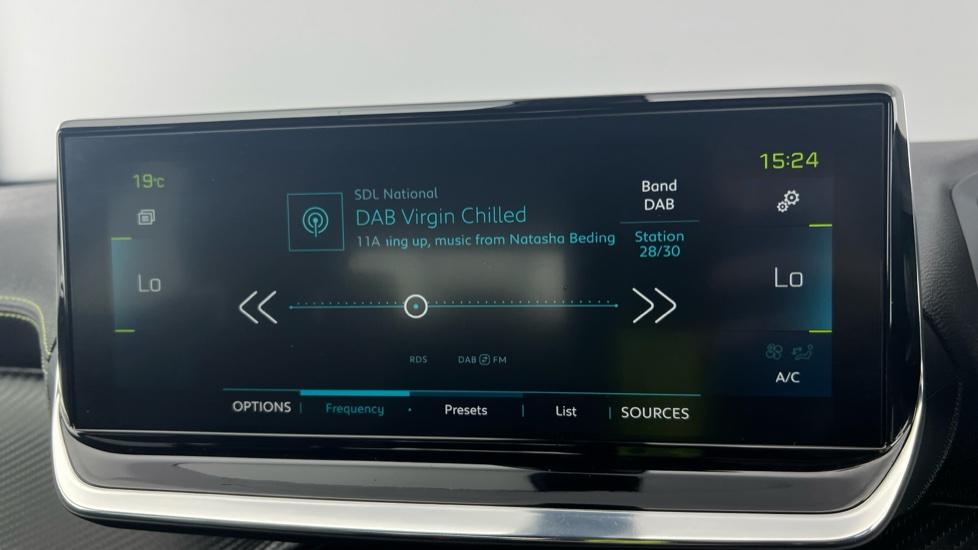 19°C
15:24
SDL National
DAB Virgin Chilled
11A ing up, music from Natasha Beding
Band
DAB
Station
28/30
Lo
Lo
RDS
DAB FM
A/C
OPTIONS
Frequency
Presets
List
SOURCES